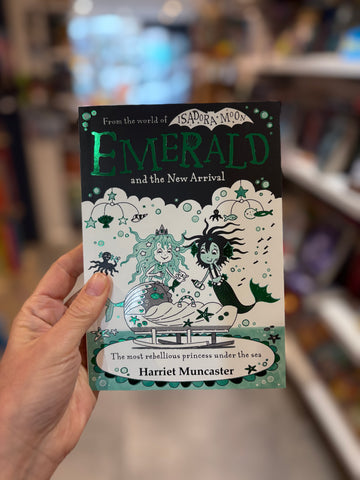 From the world of ISADORA MOON
EMERALD
and the New Arrival
The most rebellious princess under the sea
Harriet Muncaster